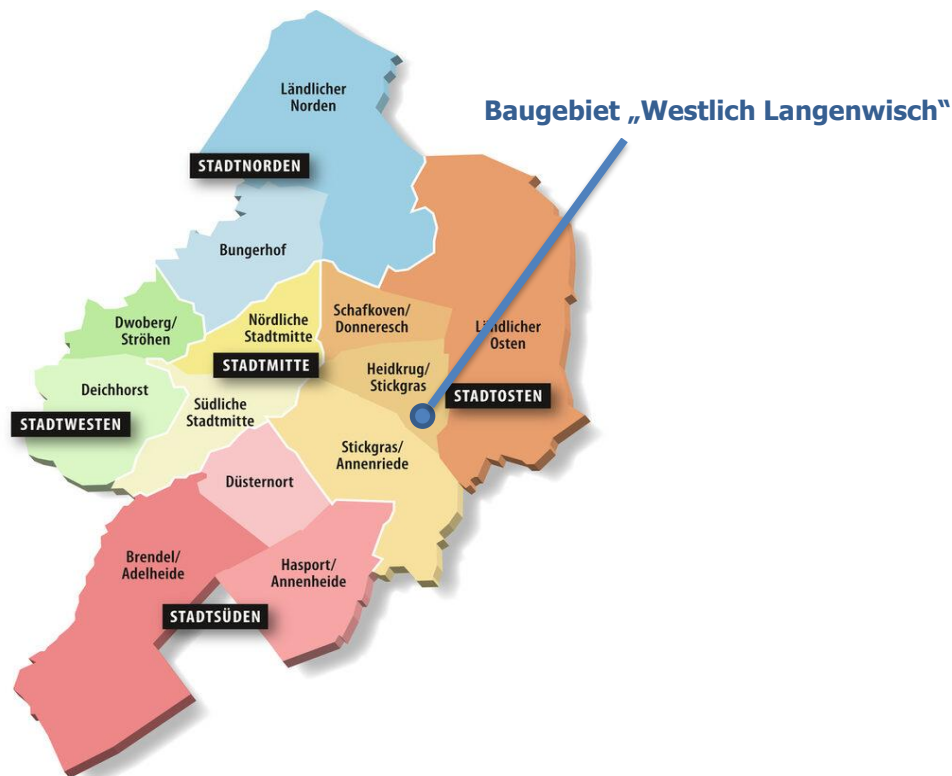 Ländlicher
Norden
Baugebiet „Westlich Langenwisch“
STADTNORDEN
Bungerhof
Dwoberg/
Ströhen
Nördliche
Stadtmitte
Schafkoven/
Donneresch
Ländlicher
Osten
STADTMITTE
Heidkrug/
Stickgras
Deichhorst
STADTOSTEN
Südliche
Stadtmitte
STADTWESTEN
Stickgras/
Annenriede
Düsternort
Brendel/
Adelheide
Hasport/
Annenheide
STADTSÜDEN